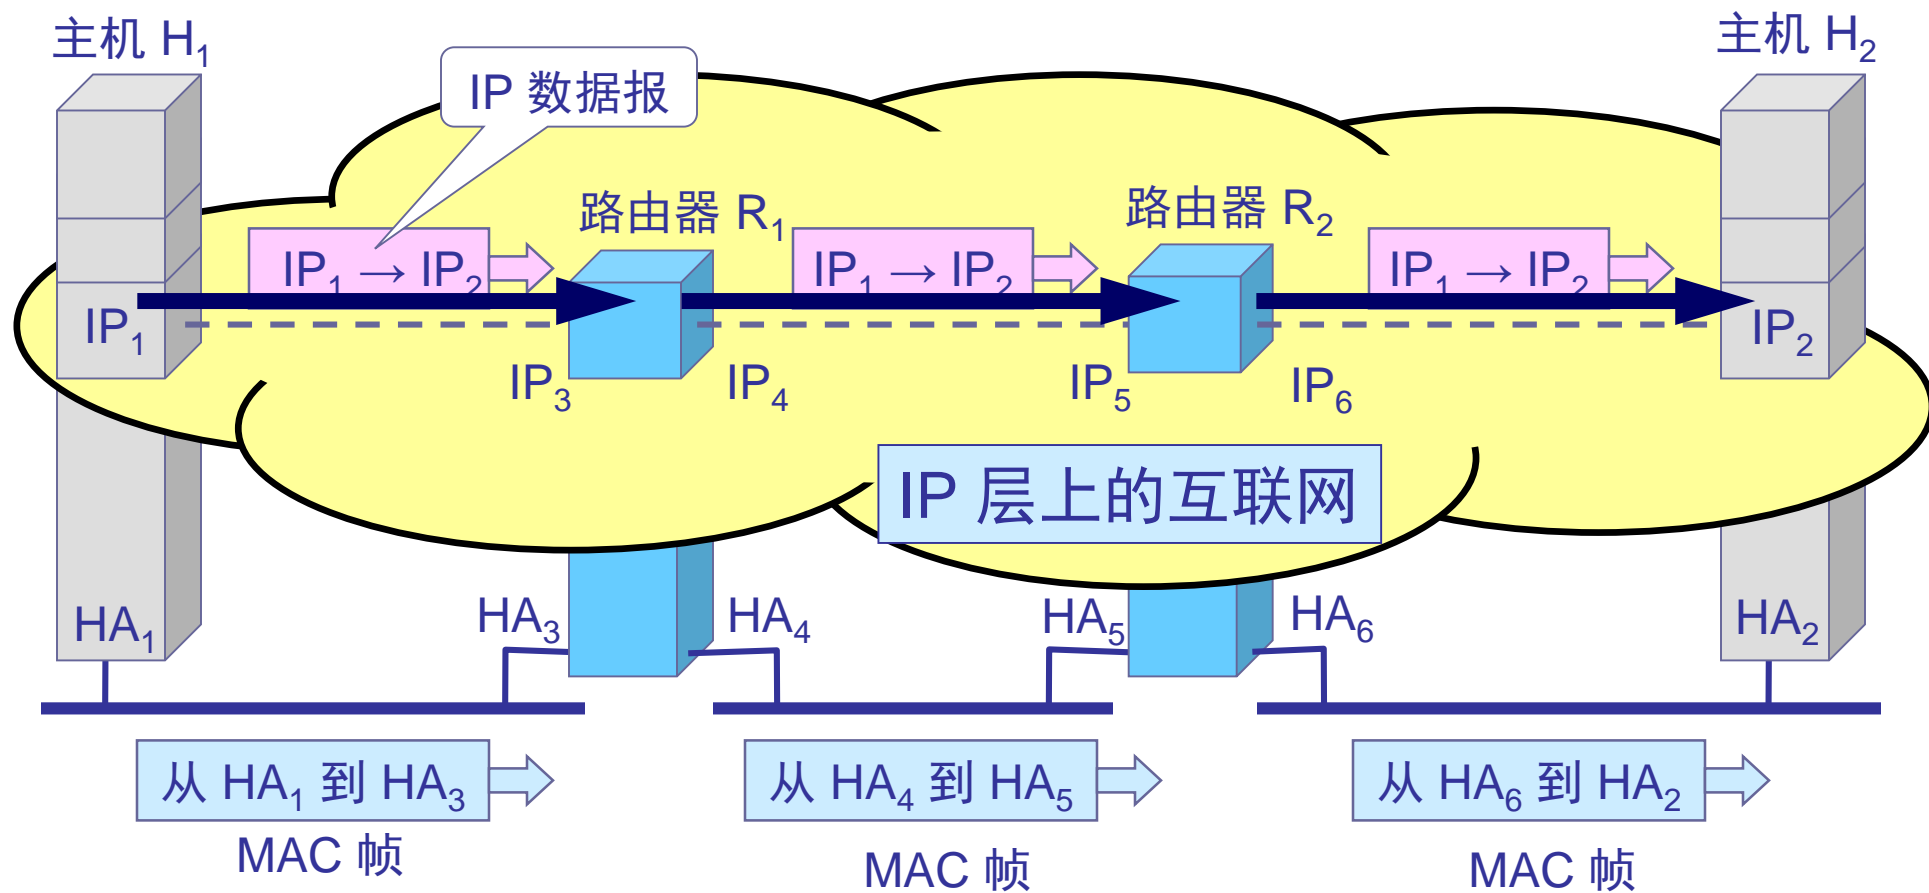 主机 H₁
主机 H₂
IP 数据报
路由器 R₁
路由器 R₂
IP₁ → IP₂
IP₁ → IP₂
IP₁ → IP₂
IP₁
IP₂
IP₃
IP₄
IP₅
IP₆
IP 层上的互联网
HA₁
HA₃
HA₄
HA₅
HA₆
HA₂
从 HA₁ 到 HA₃
从 HA₄ 到 HA₅
从 HA₆ 到 HA₂
MAC 帧
MAC 帧
MAC 帧